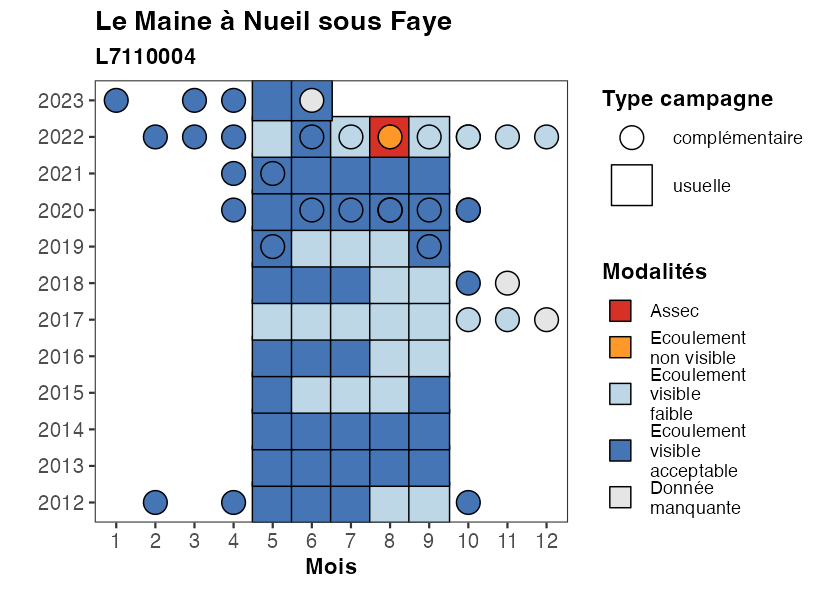 Le Maine à Nueil sous Faye
L7110004
2023
2022
2021
2020
2019
2018
2017
2016
2015
2014
2013
2012
1 2 3 4 5 6 7 8 9 10 11 12
Mois
Type campagne
complémentaire
usuelle
Modalités
Assec
Ecoulement
non visible
Ecoulement
visible
faible
Ecoulement
visible
acceptable
Donnée
manquante